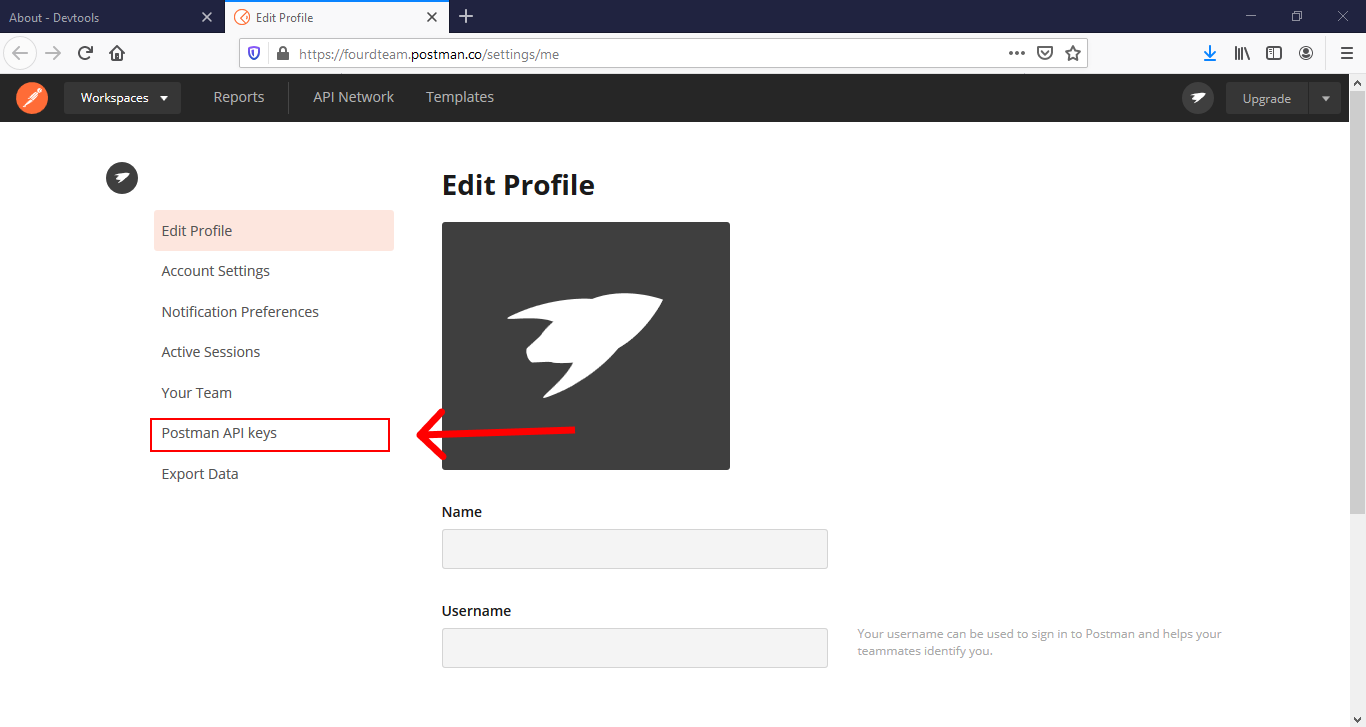 About - Devtools
Edit Profile
https://fourdteam.postman.co/settings/me
Workspaces
Reports
API Network
Templates
Upgrade
Edit Profile
Account Settings
Notification Preferences
Active Sessions
Your Team
Postman API keys
Export Data
Edit Profile
Name
Username
Your username can be used to sign in to Postman and helps your
teammates identify you.